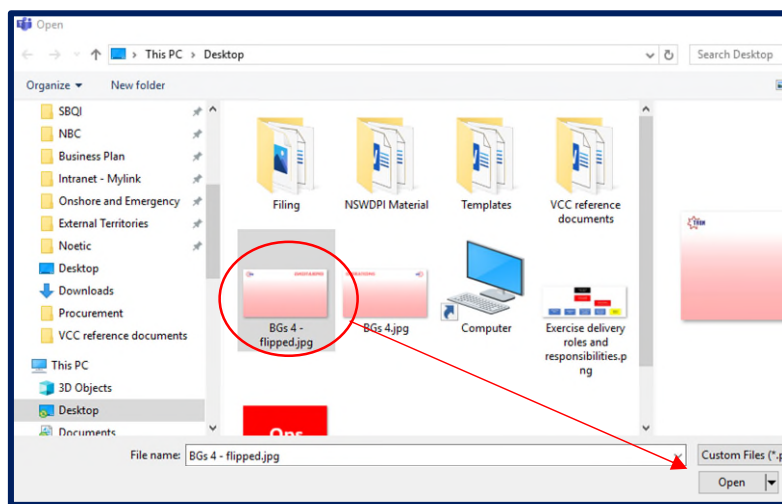 Open
This PC > Desktop
Search Desktop
Organize
New folder
SBQI
NBC
Business Plan
Intranet - Mylink
Onshore and Emergency
External Territories
Noetic
Desktop
Downloads
Procurement
VCC reference documents
This PC
3D Objects
Desktop
Documents
Filing
NSWDPI Material
Templates
VCC reference
documents
BGs 4 -
flipped.jpg
BGs 4.jpg
Computer
Exercise delivery
roles and
responsibilities.p
ng
Ops
File name:
BGs 4 - flipped.jpg
Custom Files (*.p
Open